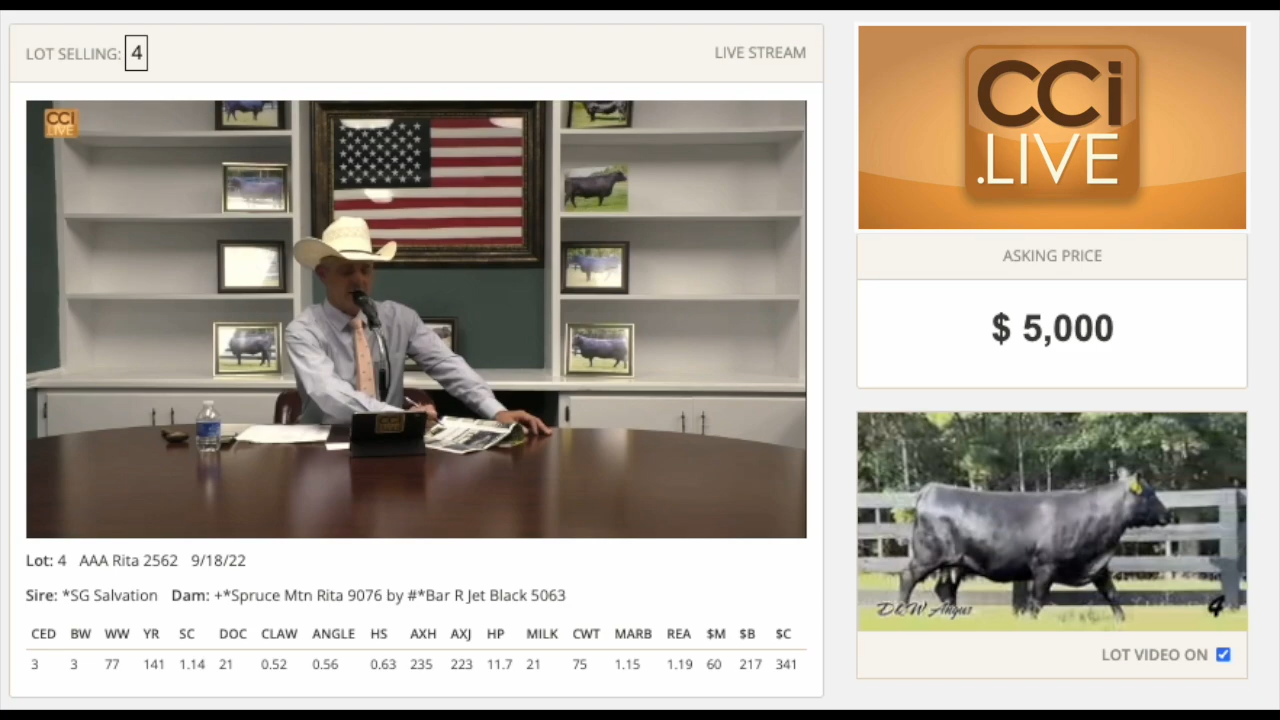 LOT SELLING: 4
LIVE STREAM
CCi
LIVE
CCi
.LIVE
ASKING PRICE
$ 5,000
D&W Angus
4
LOT VIDEO ON
Lot: 4 AAA Rita 2562 9/18/22
Sire: *SG Salvation Dam: +*Spruce Mtn Rita 9076 by #*Bar R Jet Black 5063
CED BW WW YR SC DOC CLAW ANGLE HS AXH AXJ HP MILK CWT MARB REA $M $B $C
3 3 77 141 1.14 21 0.52 0.56 0.63 235 223 11.7 21 75 1.15 1.19 60 217 341